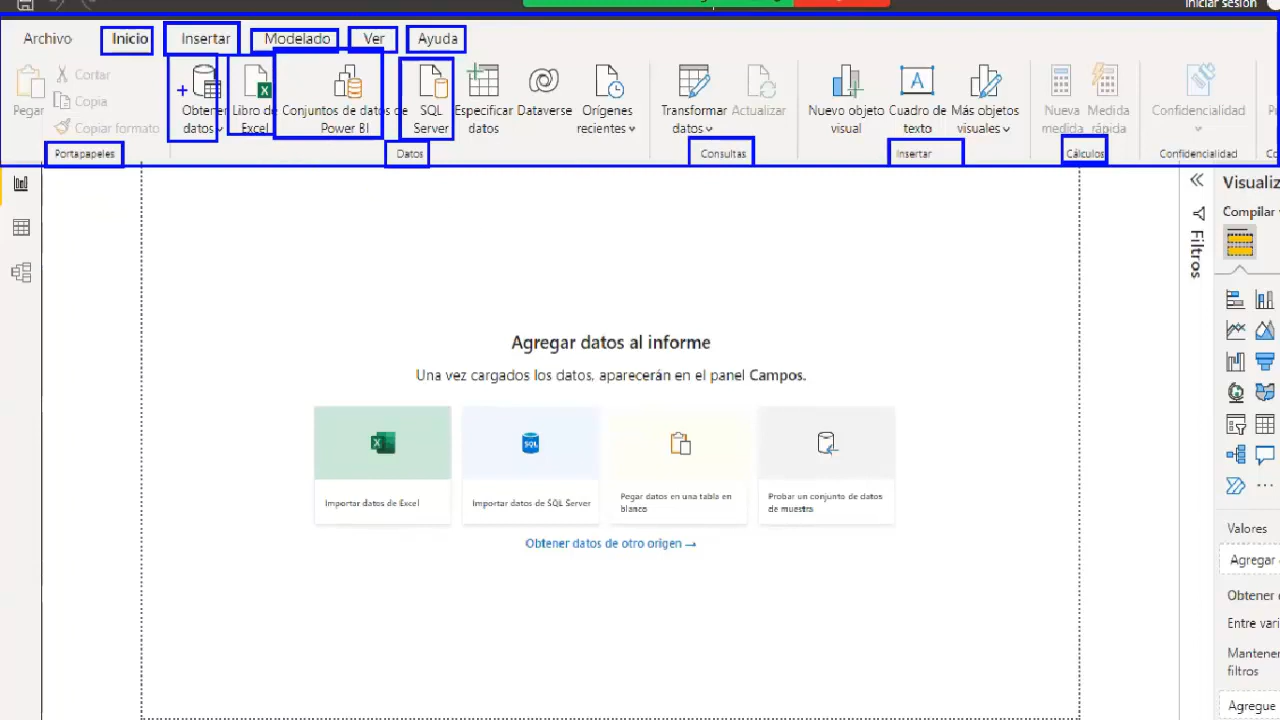 Iniciar sesión
Archivo Inicio Insertar Modelado Ver Ayuda
Pegar
Cortar
Copia
Copiar formato
Obtener
datos
Libro de
Excel
Conjuntos de datos de
Power BI
SQL
Server
Especificar
datos
Dataverse
Orígenes
recientes
Transformar
datos
Actualizar
Nuevo objeto
visual
Cuadro de
texto
Más objetos
visuales
Nueva
medida
Medida
rápida
Confidencialidad
Portapapeles Datos Consultas Insertar Cálculos Confidencialidad
Filtros
Compilar
Agregar datos al informe
Una vez cargados los datos, aparecerán en el panel Campos.
X
SQL
Importar datos de Excel
Importar datos de SQL Server
Pegar datos en una tabla en
blanco
Probar un conjunto de datos
de muestra
Obtener datos de otro origen →
Valores
Agregar
Obtener
Entre
Mantener
filtros
Agregue